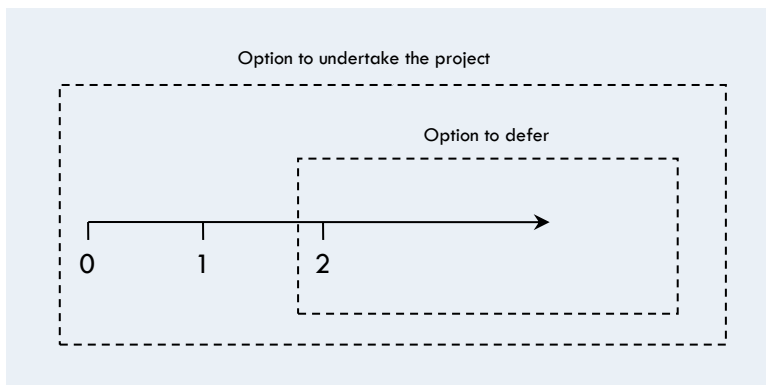 Option to undertake the project
Option to defer
0 1 2